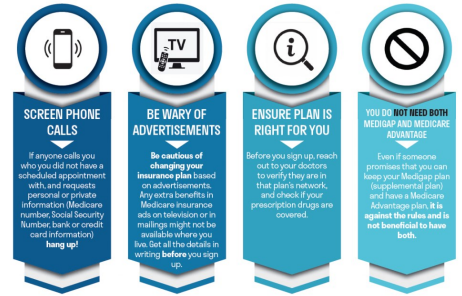 SCREEN PHONE
CALLS
If anyone calls you
who you did not have a
scheduled appointment
with, and requests
personal or private
information (Medicare
number, Social Security
Number, bank or credit
card information)
hang up!
TV
BE WARY OF
ADVERTISEMENTS
Be cautious of
changing your
insurance plan based
on advertisements.
Any extra benefits in
Medicare insurance
ads on television or in
mailings might not be
available where you
live. Get all the details in
writing before you sign
up.
i
ENSURE PLAN IS
RIGHT FOR YOU
Before you sign up, reach
out to your doctors
to verify they are in
that plan's network,
and check if your
prescription drugs are
covered.
YOU DO NOT NEED BOTH
MEDIGAP AND MEDICARE
ADVANTAGE
Even if someone
promises that you can
keep your Medigap plan
(supplemental plan)
and have a Medicare
Advantage plan, it is
against the rules and is
not beneficial to have
both.